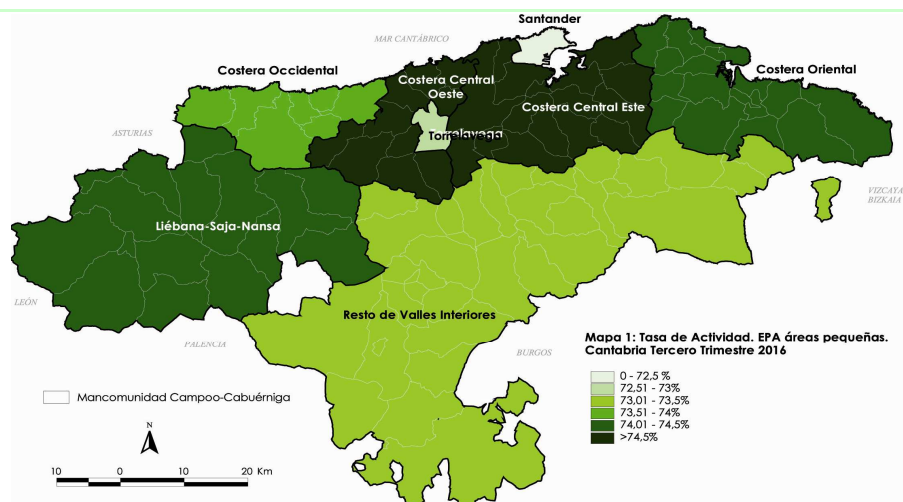 Santander
MAR CANTÁBRICO
Costera Occidental
Costera Central
Oeste
Costera Oriental
Costera Central Este
ASTURIAS
Torrelavega
VIZCAYA
BIZKAIA
Liébana-Saja-Nansa
LEÓN
Resto de Valles Interiores
PALENCIA
BURGOS
Mapa 1: Tasa de Actividad. EPA áreas pequeñas.
Cantabria Tercero Trimestre 2016
0 - 72,5 %
72,51 - 73%
73,01 - 73,5%
73,51 - 74%
74,01 - 74,5%
>74,5%
Mancomunidad Campoo-Cabuérniga
N
10 0 10 20 Km